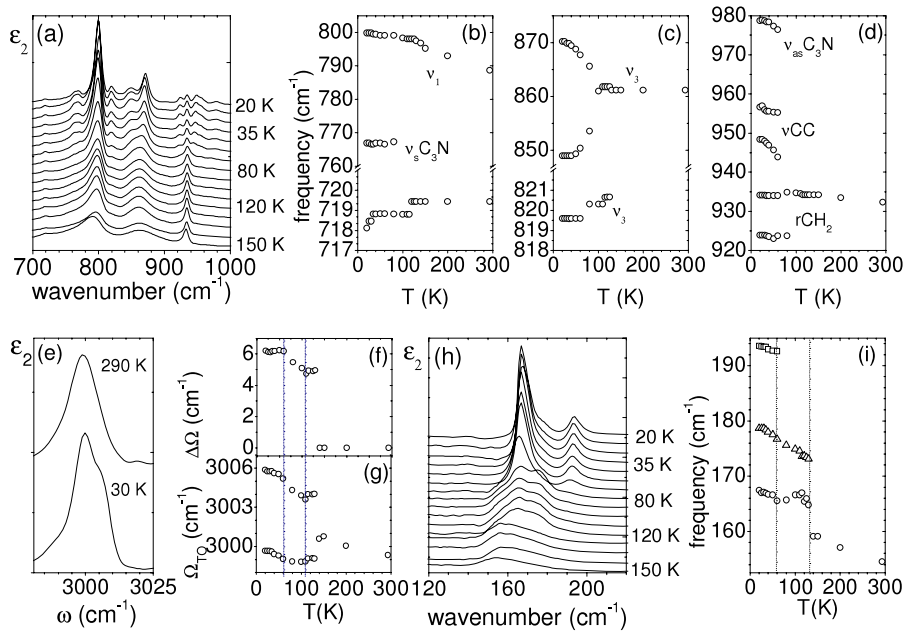 ε₂
(a)
20 K
35 K
80 K
120 K
150 K
700 800 900 1000
wavenumber (cm⁻¹)
frequency (cm⁻¹)
800
790
770
760
719
718
717
(b)
ν₁
νₛC₃N
0 50 100 150 200 250 300
T (K)
870
860
850
821
820
819
818
(c)
ν₃
ν₃
0 50 100 150 200 250 300
T (K)
980
970
960
950
940
930
920
(d)
νₐₛC₃N
νCC
rCH₂
0 50 100 150 200 250 300
T (K)
ε₂
(e)
290 K
30 K
3000 3025
ω (cm⁻¹)
ΔΩ (cm⁻¹)
6
4
2
0
(f)
Ω_TO (cm⁻¹)
3006
3003
3000
(g)
0 100 200 300
T(K)
ε₂
(h)
20 K
35 K
80 K
120 K
150 K
120 160 200
wavenumber (cm⁻¹)
frequency (cm⁻¹)
190
180
170
160
(i)
0 50 100 150 200 250 300
T(K)